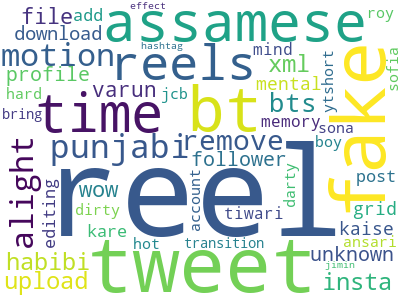 effect
file add assamese roy
hashtag
download
motion reels mind xml
profile mental
hard time varun jcb bt bts memory ytshort sofia fake
bring sona
punjabi remove boy
alight reel follower darty post
wow account grid
editing tiwari kaise
dirty
kare hot transition unknown ansari
habibi tweet
upload insta jimin